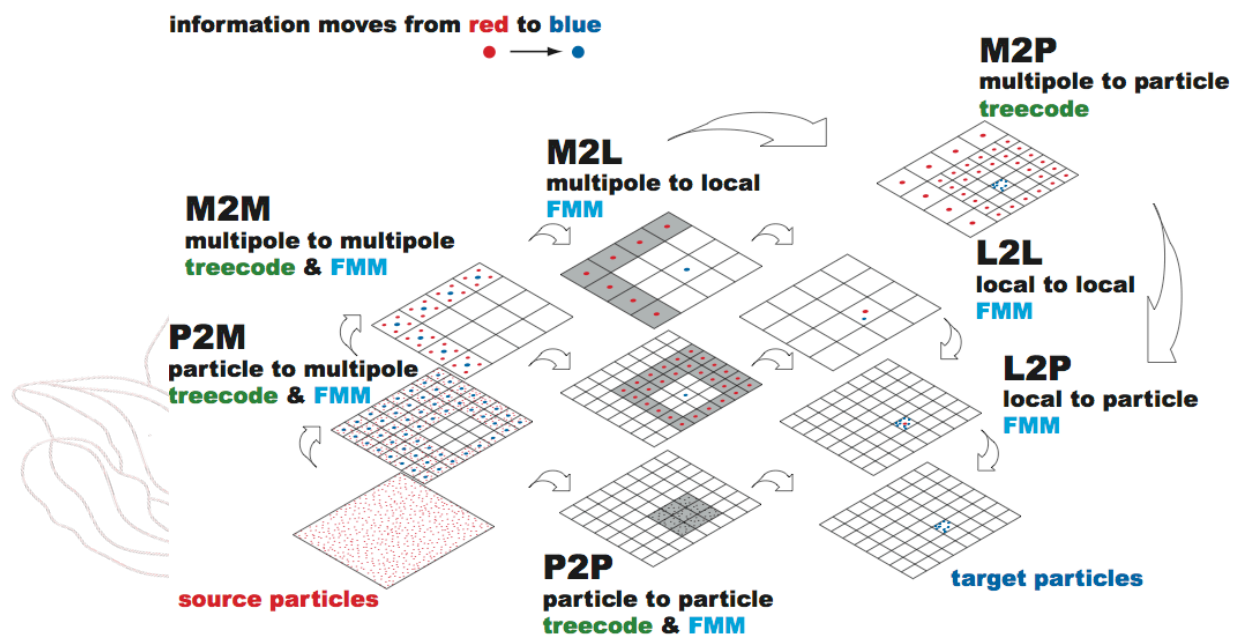 information moves from red to blue
M2P
multipole to particle
treecode
M2L
multipole to local
FMM
M2M
multipole to multipole
treecode & FMM
L2L
local to local
FMM
P2M
particle to multipole
treecode & FMM
L2P
local to particle
FMM
source particles
P2P
particle to particle
treecode & FMM
target particles